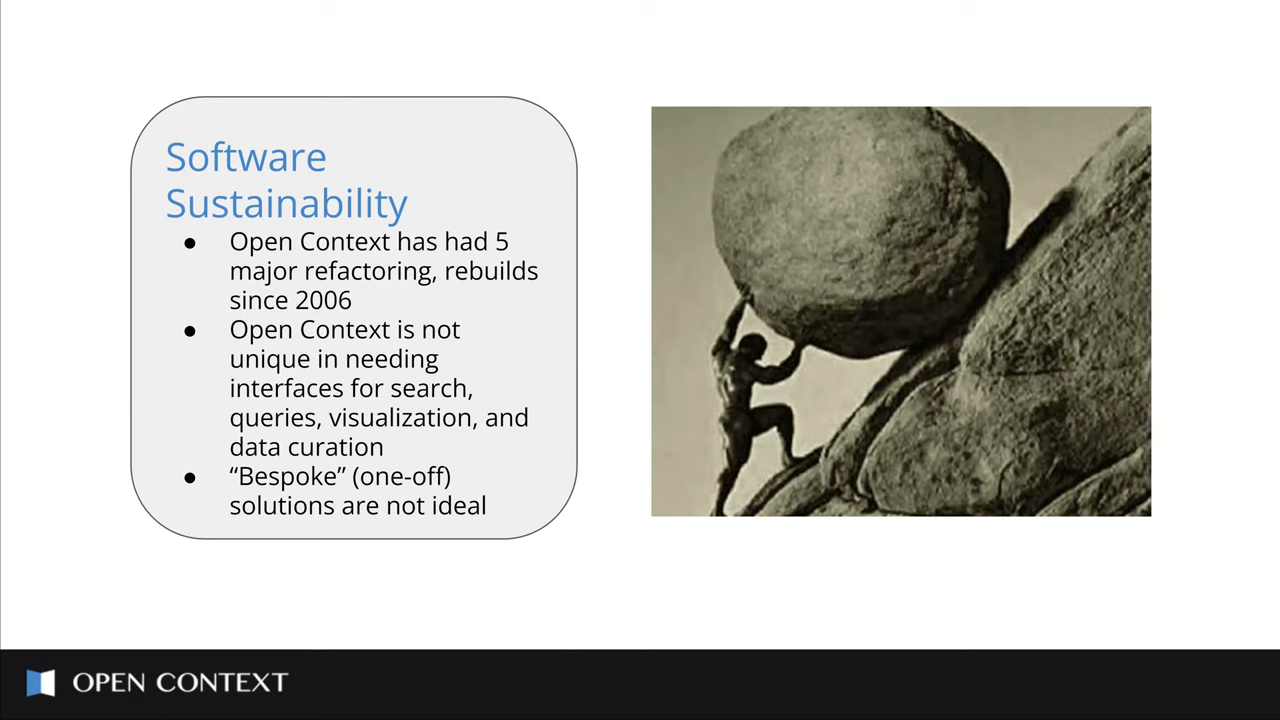 Software
Sustainability
● Open Context has had 5
major refactoring, rebuilds
since 2006
● Open Context is not
unique in needing
interfaces for search,
queries, visualization, and
data curation
● “Bespoke” (one-off)
solutions are not ideal
OPEN CONTEXT